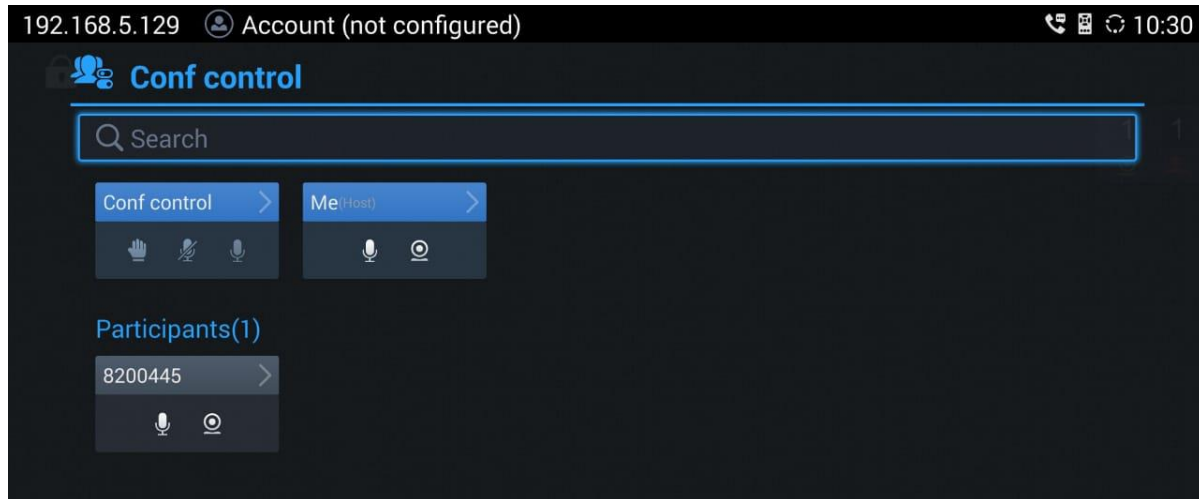 192.168.5.129 Account (not configured) 10:30
Conf control
Search
Conf control Me(Host)
Participants(1)
8200445